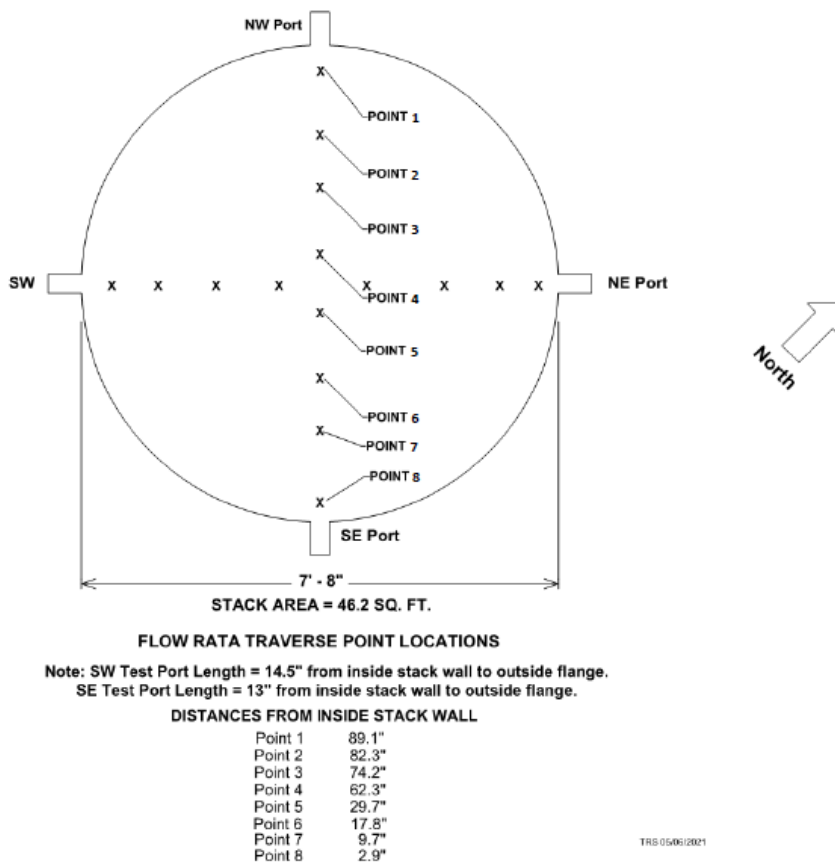 NW Port
X
POINT 1
X
POINT 2
X
POINT 3
X
SW X X X X X X X X NE Port
POINT 4
X
POINT 5
X
POINT 6
X
POINT 7
POINT 8
X
SE Port
North
7' - 8"
STACK AREA = 46.2 SQ. FT.
FLOW RATA TRAVERSE POINT LOCATIONS
Note: SW Test Port Length = 14.5" from inside stack wall to outside flange.
SE Test Port Length = 13" from inside stack wall to outside flange.
DISTANCES FROM INSIDE STACK WALL
Point 1 89.1"
Point 2 82.3"
Point 3 74.2"
Point 4 62.3"
Point 5 29.7"
Point 6 17.8"
Point 7 9.7"
Point 8 2.9"
TRS 05/06/2021